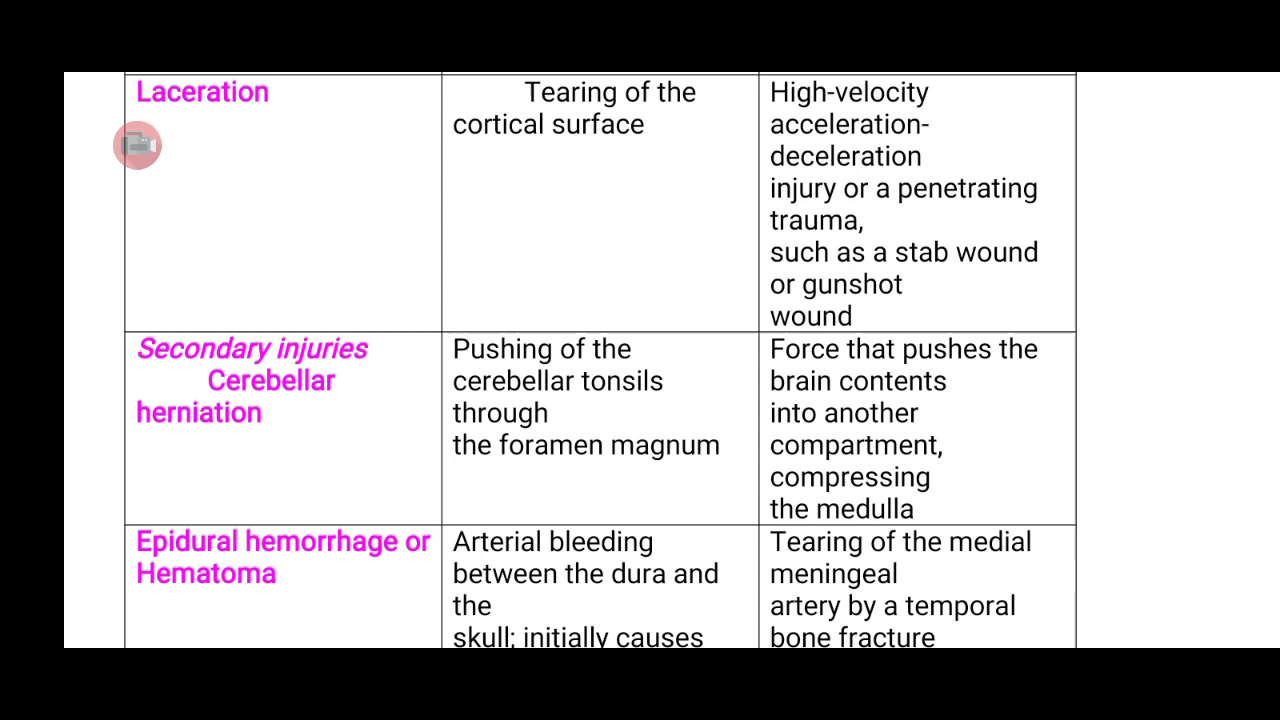 Laceration
Tearing of the
cortical surface
High-velocity
acceleration-
deceleration
injury or a penetrating
trauma,
such as a stab wound
or gunshot
wound
Secondary injuries
Cerebellar
herniation
Pushing of the
cerebellar tonsils
through
the foramen magnum
Force that pushes the
brain contents
into another
compartment,
compressing
the medulla
Epidural hemorrhage or
Hematoma
Arterial bleeding
between the dura and
the
skull; initially causes
Tearing of the medial
meningeal
artery by a temporal
bone fracture